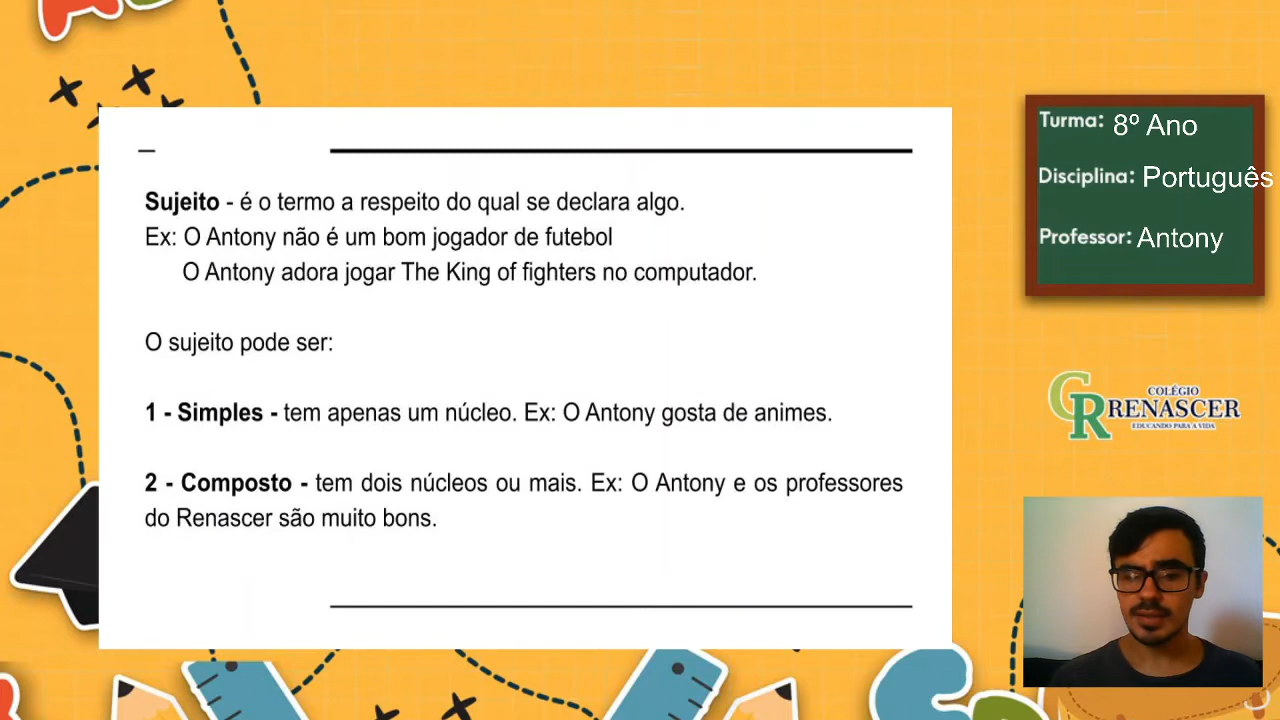 Sujeito - é o termo a respeito do qual se declara algo.
Ex: O Antony não é um bom jogador de futebol
O Antony adora jogar The King of fighters no computador.
O sujeito pode ser:
1 - Simples - tem apenas um núcleo. Ex: O Antony gosta de animes.
2 - Composto - tem dois núcleos ou mais. Ex: O Antony e os professores
do Renascer são muito bons.
Turma: 8º Ano
Disciplina: Português
Professor: Antony
CR
COLÉGIO
RENASCER
EDUCANDO PARA A VIDA